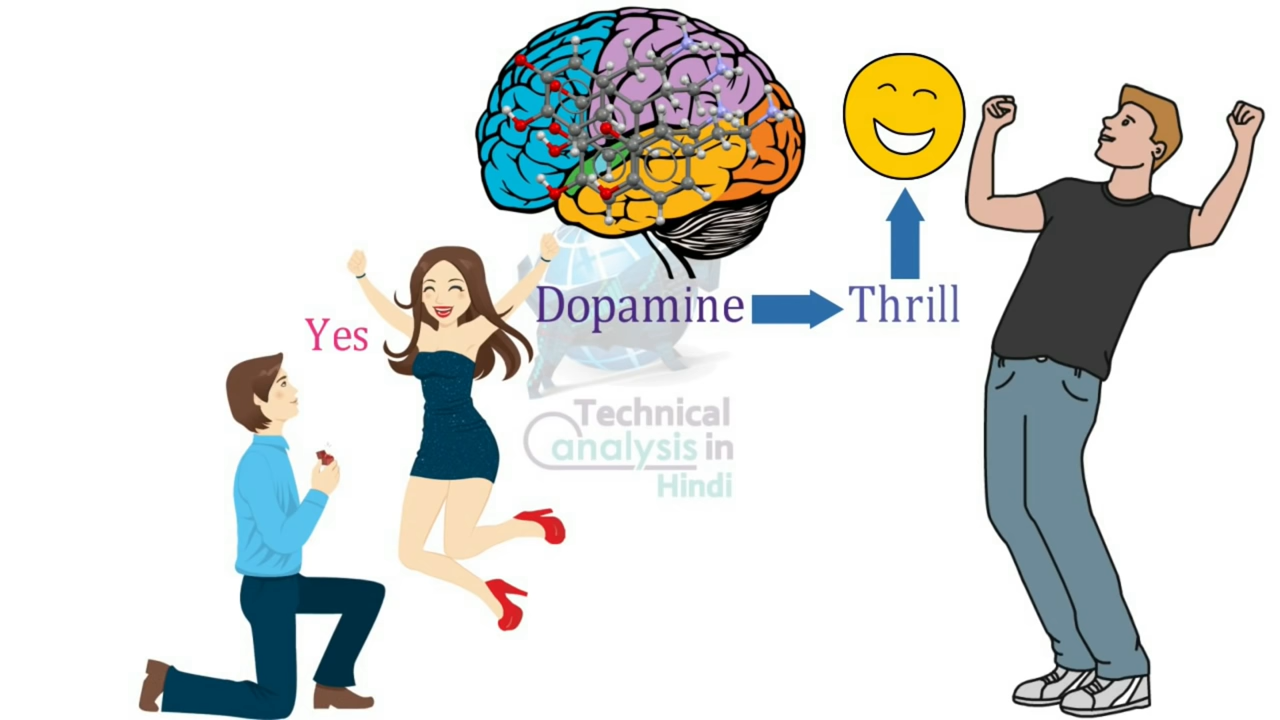 Yes
Dopamine
Thrill
Technical
analysis in
Hindi